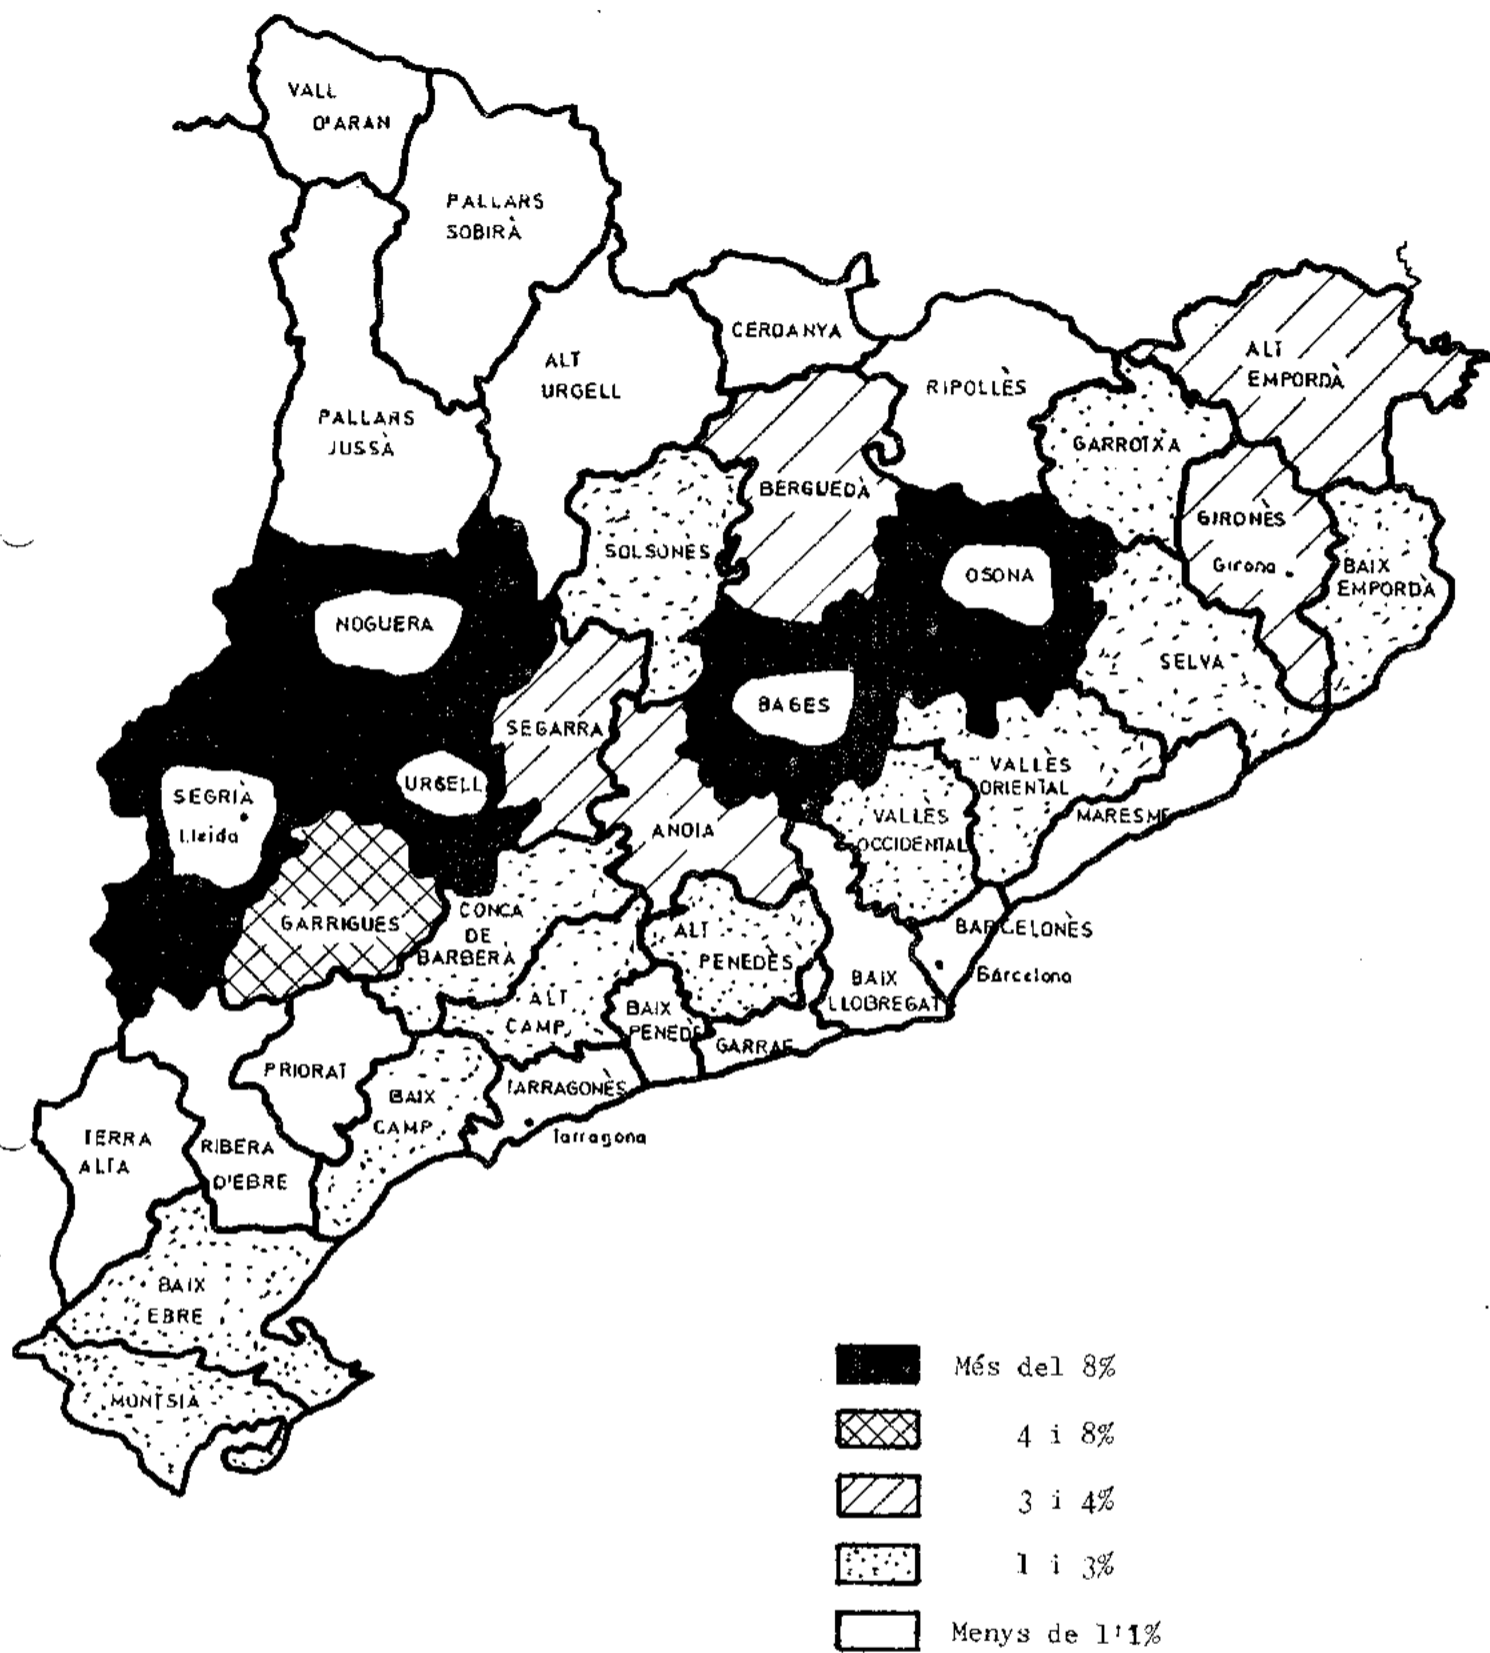 VALL
D'ARAN
PALLARS
SOBIRÀ
CERDANYA
ALT
URGELL
RIPOLLÈS
ALT
EMPORDÀ
PALLARS
JUSSÀ
GARROTXA
BERGUEDÀ
SOLSONÈS
GIRONÈS
Girona
BAIX
EMPORDÀ
OSONA
NOGUERA
SELVA
BAGES
SEGARRA
URGELL
SEGRIÀ
Lleida
VALLÈS
ORIENTAL
MARESME
VALLÈS
OCCIDENTAL
ANOIA
GARRIGUES
CONCA
DE
BARBERÀ
ALT
PENEDÈS
BARCELONÈS
Barcelona
BAIX
LLOBREGAT
ALT
CAMP
BAIX
PENEDÈS
GARRAF
PRIORAT
BAIX
CAMP
TARRAGONÈS
Tarragona
TERRA
ALTA
RIBERA
D'EBRE
BAIX
EBRE
MONTSIÀ
Més del 8%
4 i 8%
3 i 4%
1 i 3%
Menys de l'1%